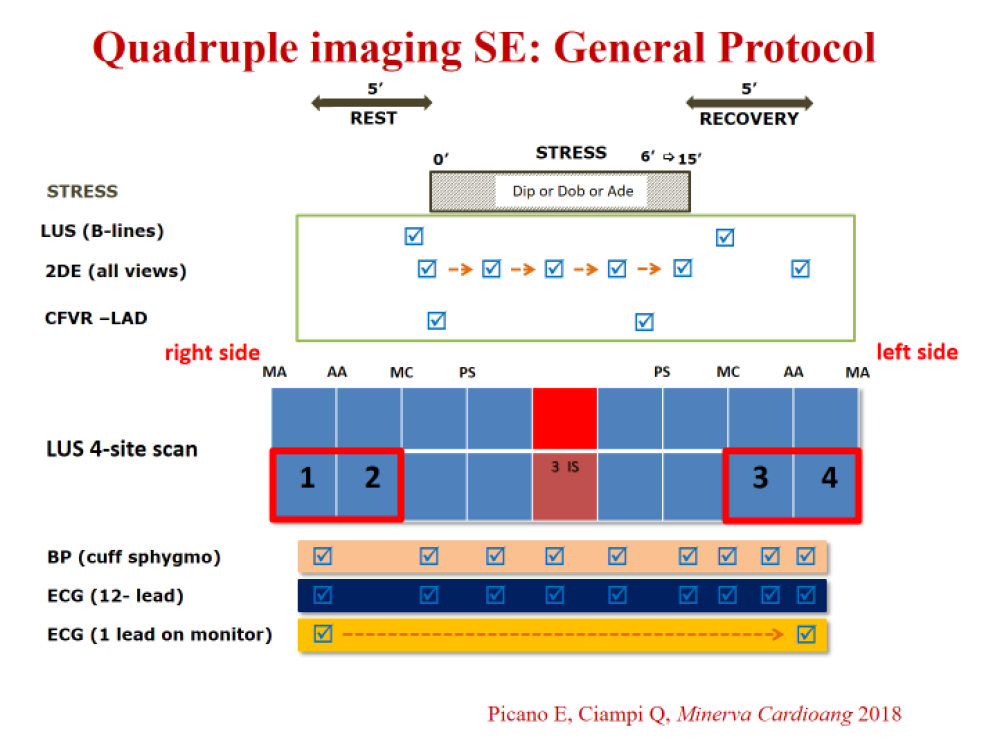 Quadruple imaging SE: General Protocol
5’ 5’
REST RECOVERY
0’ STRESS 6’ ⇨ 15’
STRESS Dip or Dob or Ade
LUS (B-lines)
2DE (all views)
CFVR –LAD
right side left side
MA AA MC PS PS MC AA MA
LUS 4-site scan
3 IS
1 2 3 4
BP (cuff sphygmo)
ECG (12- lead)
ECG (1 lead on monitor)
Picano E, Ciampi Q, Minerva Cardioang 2018